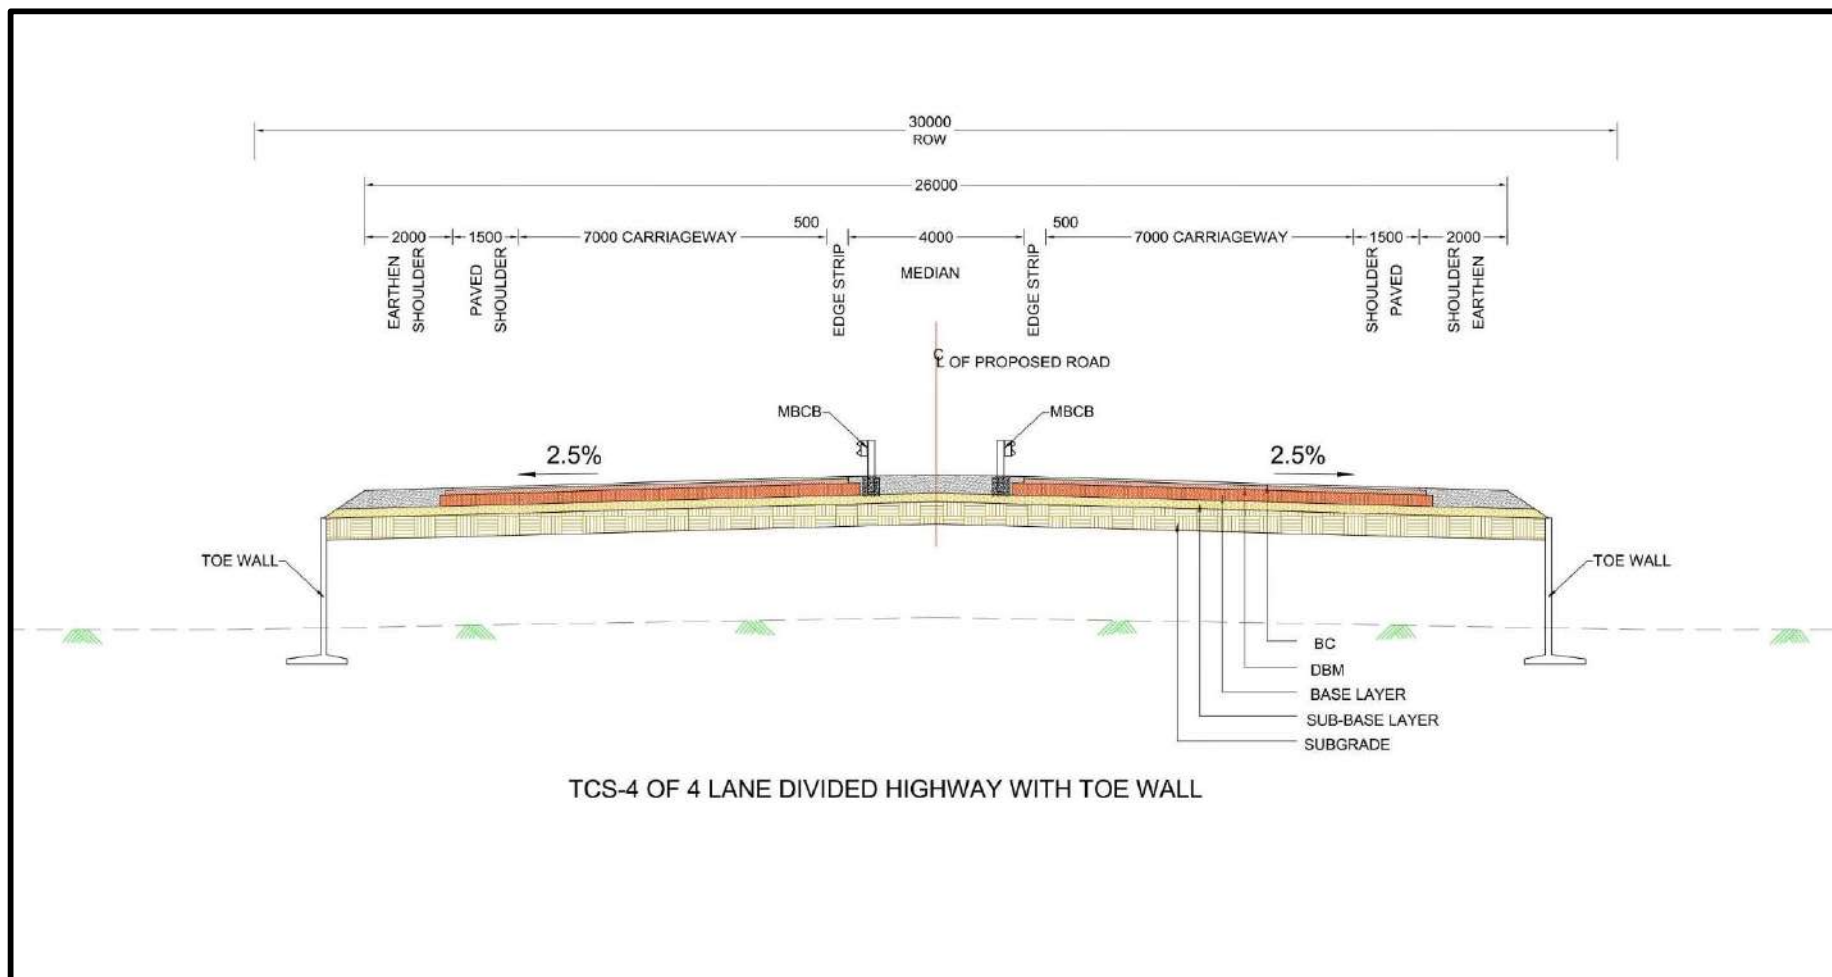 30000
ROW
26000
500
500
2000
1500
7000 CARRIAGEWAY
4000
7000 CARRIAGEWAY
1500
2000
EARTHEN
SHOULDER
PAVED
SHOULDER
EDGE STRIP
MEDIAN
EDGE STRIP
SHOULDER
PAVED
SHOULDER
EARTHEN
CL OF PROPOSED ROAD
MBCB
MBCB
2.5%
2.5%
TOE WALL
TOE WALL
BC
DBM
BASE LAYER
SUB-BASE LAYER
SUBGRADE
TCS-4 OF 4 LANE DIVIDED HIGHWAY WITH TOE WALL